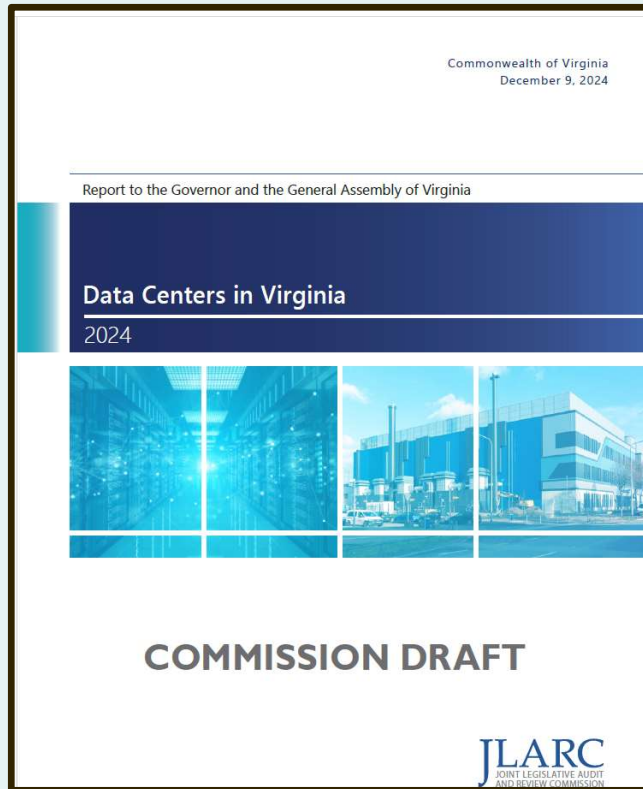 Commonwealth of Virginia
December 9, 2024
Report to the Governor and the General Assembly of Virginia
Data Centers in Virginia
2024
COMMISSION DRAFT
JLARC
JOINT LEGISLATIVE AUDIT
AND REVIEW COMMISSION